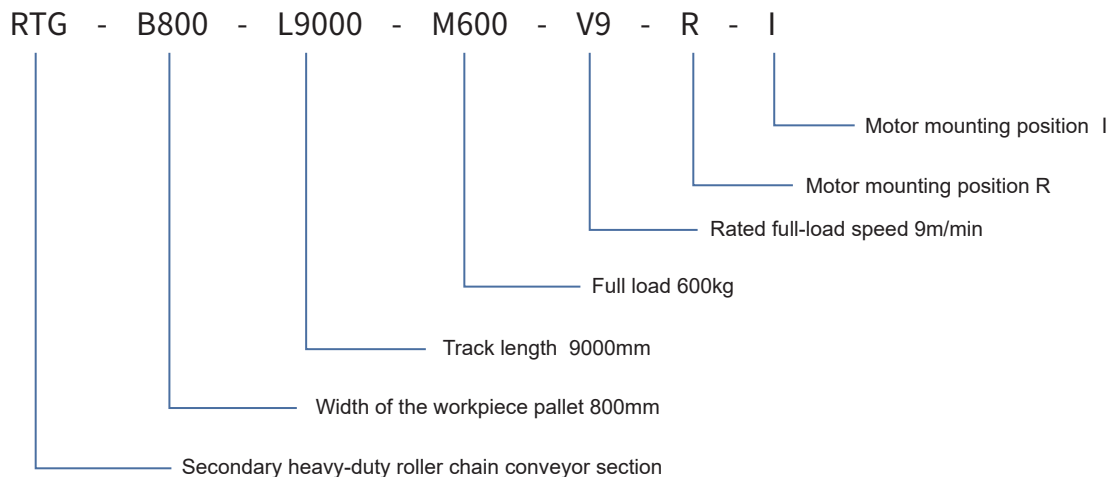 RTG - B800 - L9000 - M600 - V9 - R - I
Motor mounting position I
Motor mounting position R
Rated full-load speed 9m/min
Full load 600kg
Track length 9000mm
Width of the workpiece pallet 800mm
Secondary heavy-duty roller chain conveyor section